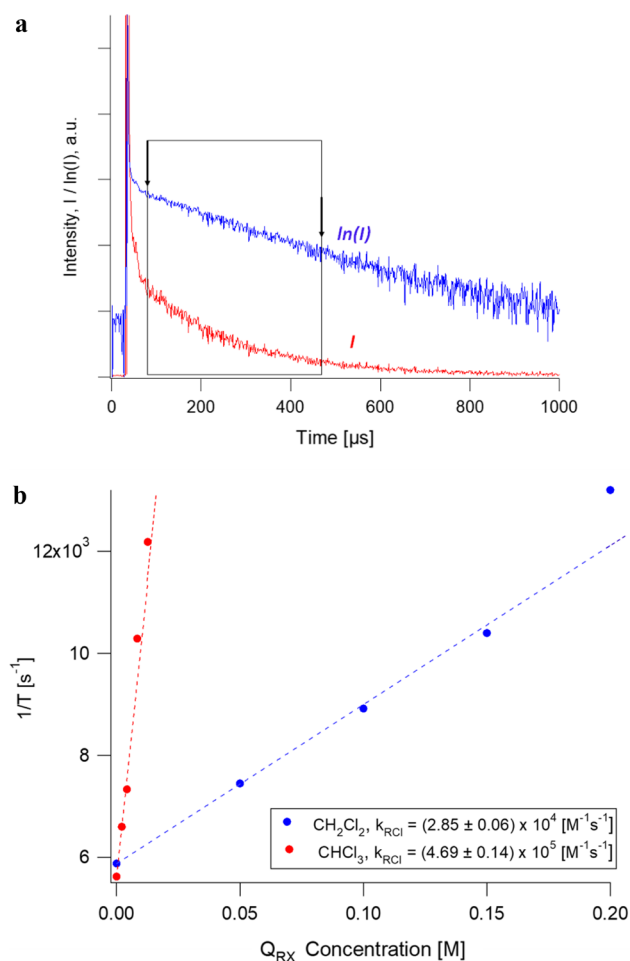 a
Intensity, I / ln(I), a.u.
ln(I)
I
0
200
400
600
800
1000
Time [µs]
b
12x10³
10
8
6
1/T [s⁻¹]
CH₂Cl₂, k_RCl = (2.85 ± 0.06) x 10⁴ [M⁻¹s⁻¹]
CHCl₃, k_RCl = (4.69 ± 0.14) x 10⁵ [M⁻¹s⁻¹]
0.00
0.05
0.10
0.15
0.20
Q_RX Concentration [M]